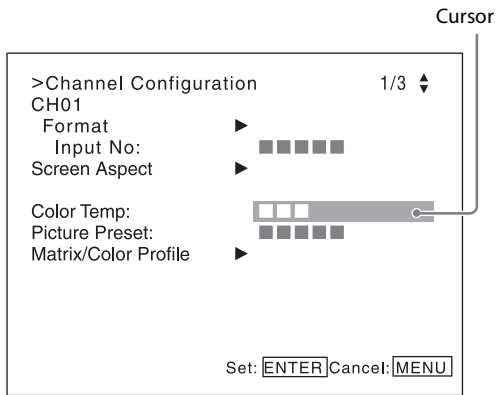 Cursor
>Channel Configuration 1/3
CH01
Format
Input No:
Screen Aspect
Color Temp:
Picture Preset:
Matrix/Color Profile
Set: ENTER Cancel: MENU